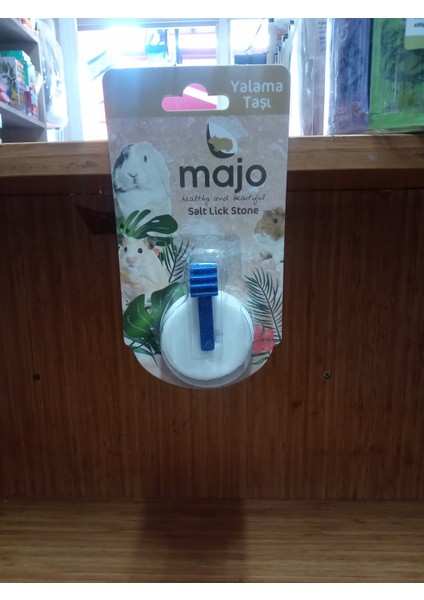 Yalama
Taşı
majo
healthy and beautiful
Salt Lick Stone